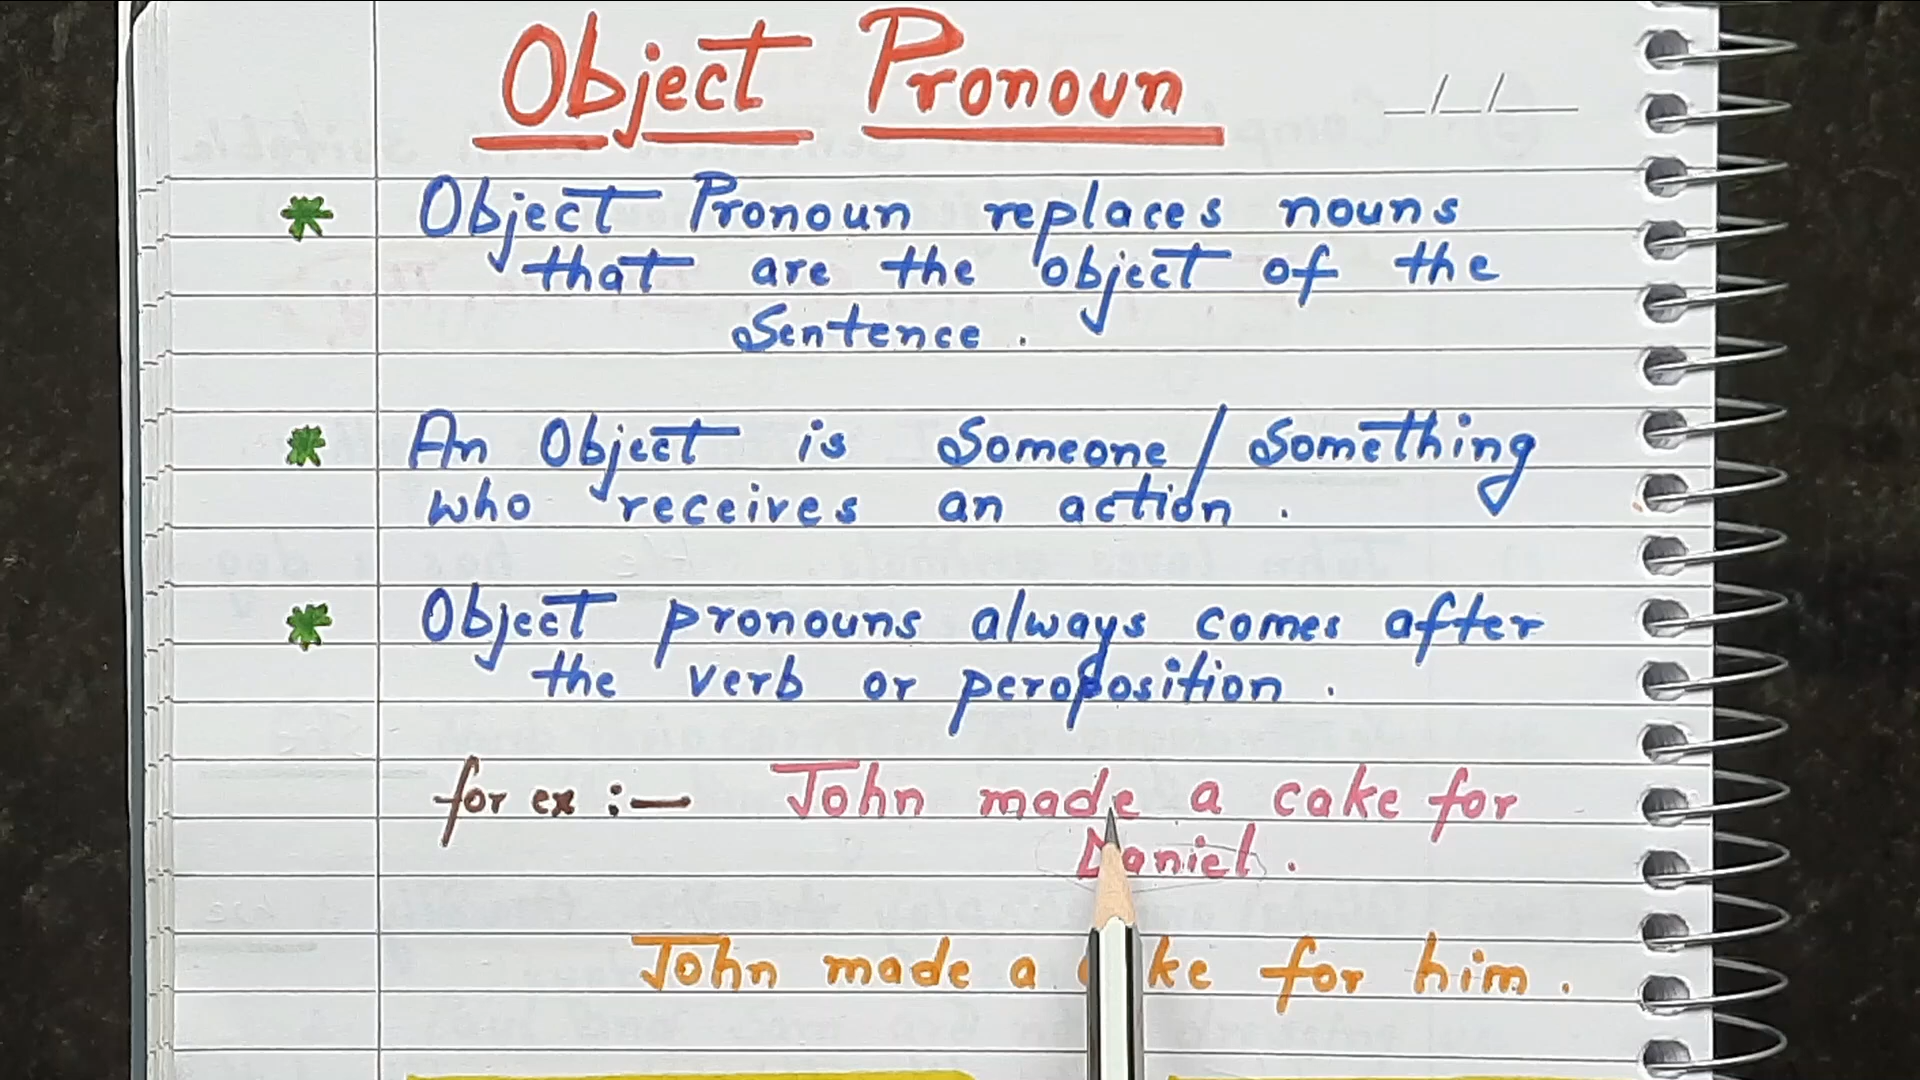 Object Pronoun
Object Pronoun replaces nouns
that are the object of the
Sentence .
An Object is Someone / Something
who receives an action .
Object pronouns always comes after
the verb or peroposition .
for ex :— John made a cake for
Daniel .
John made a cake for him .